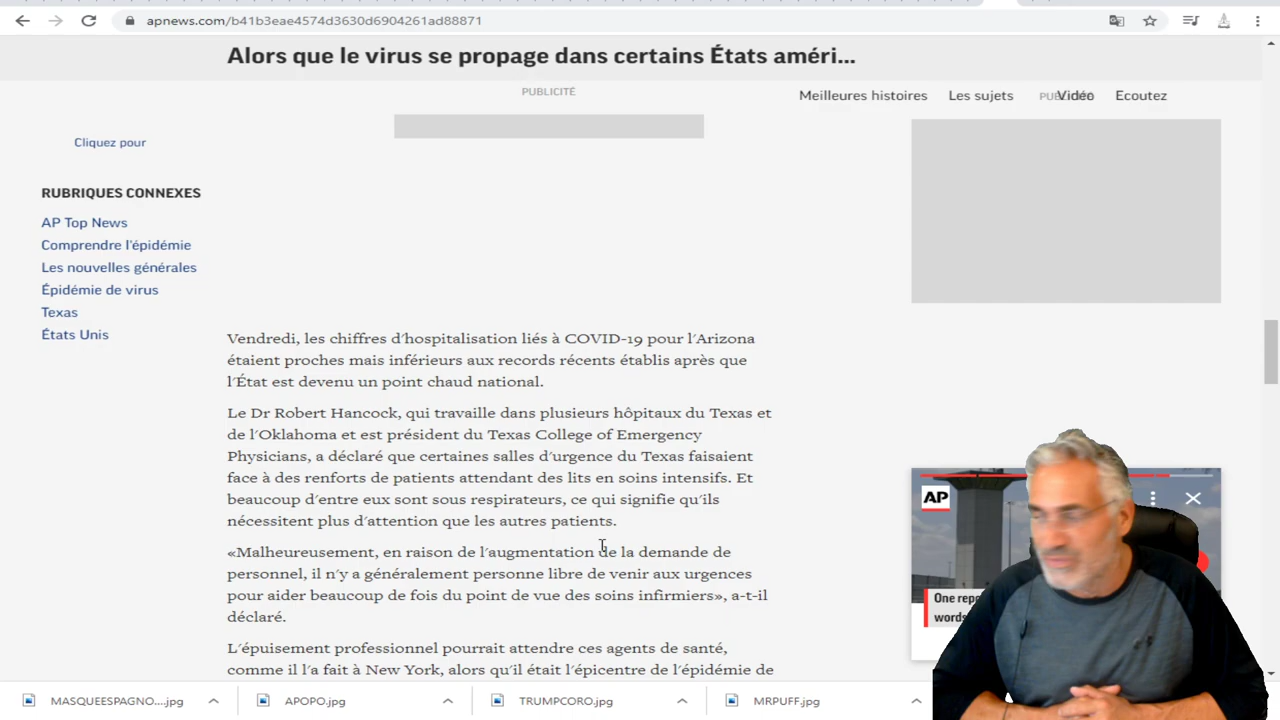 apnews.com/b41b3eae4574d3630d6904261ad88871
Alors que le virus se propage dans certains États améri...
PUBLICITÉ
Meilleures histoires Les sujets Vidéo Ecoutez
Cliquez pour
RUBRIQUES CONNEXES
AP Top News
Comprendre l'épidémie
Les nouvelles générales
Épidémie de virus
Texas
États Unis
Vendredi, les chiffres d'hospitalisation liés à COVID-19 pour l'Arizona
étaient proches mais inférieurs aux records récents établis après que
l'État est devenu un point chaud national.
Le Dr Robert Hancock, qui travaille dans plusieurs hôpitaux du Texas et
de l'Oklahoma et est président du Texas College of Emergency
Physicians, a déclaré que certaines salles d'urgence du Texas faisaient
face à des renforts de patients attendant des lits en soins intensifs. Et
beaucoup d'entre eux sont sous respirateurs, ce qui signifie qu'ils
nécessitent plus d'attention que les autres patients.
«Malheureusement, en raison de l'augmentation de la demande de
personnel, il n'y a généralement personne libre de venir aux urgences
pour aider beaucoup de fois du point de vue des soins infirmiers», a-t-il
déclaré.
L'épuisement professionnel pourrait attendre ces agents de santé,
comme il l'a fait à New York, alors qu'il était l'épicentre de l'épidémie de
AP
One
words
MASQUEESPAGNO....jpg
APOPO.jpg
TRUMPCORO.jpg
MRPUFF.jpg